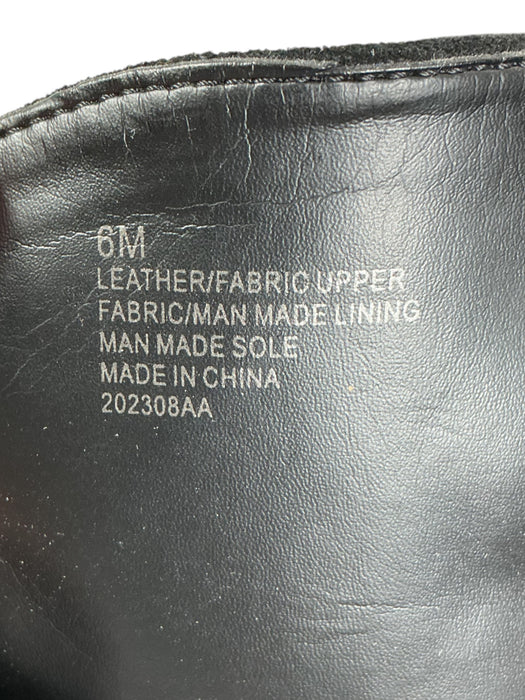 6M
LEATHER/FABRIC UPPER
FABRIC/MAN MADE LINING
MAN MADE SOLE
MADE IN CHINA
202308AA